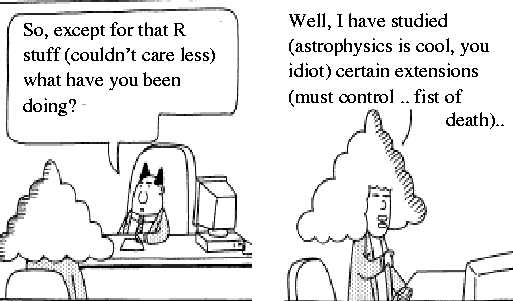 So, except for that R
stuff (couldn't care less)
what have you been
doing?
Well, I have studied
(astrophysics is cool, you
idiot) certain extensions
(must control .. fist of
death)..